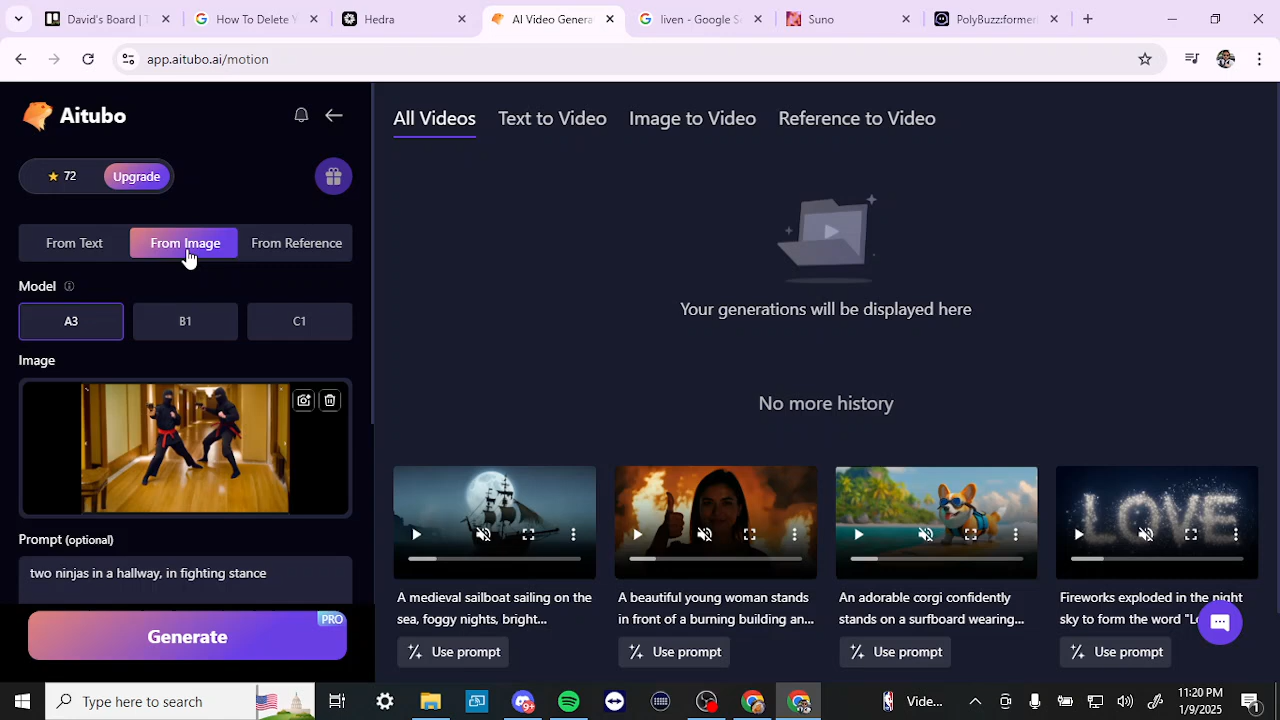 David's Board |
How To Delete Y
Hedra
AI Video Genera
liven - Google S
Suno
PolyBuzz:former
app.aitubo.ai/motion
Aitubo
72
Upgrade
From Text
From Image
From Reference
Model
A3
B1
C1
Image
Prompt (optional)
two ninjas in a hallway, in fighting stance
Generate
PRO
All Videos
Text to Video
Image to Video
Reference to Video
Your generations will be displayed here
No more history
LOVE
A medieval sailboat sailing on the
sea, foggy nights, bright...
Use prompt
A beautiful young woman stands
in front of a burning building an...
Use prompt
An adorable corgi confidently
stands on a surfboard wearing...
Use prompt
Fireworks exploded in the night
sky to form the word "L
Use prompt
Type here to search
Vide...
1:20 PM
1/9/2025
1